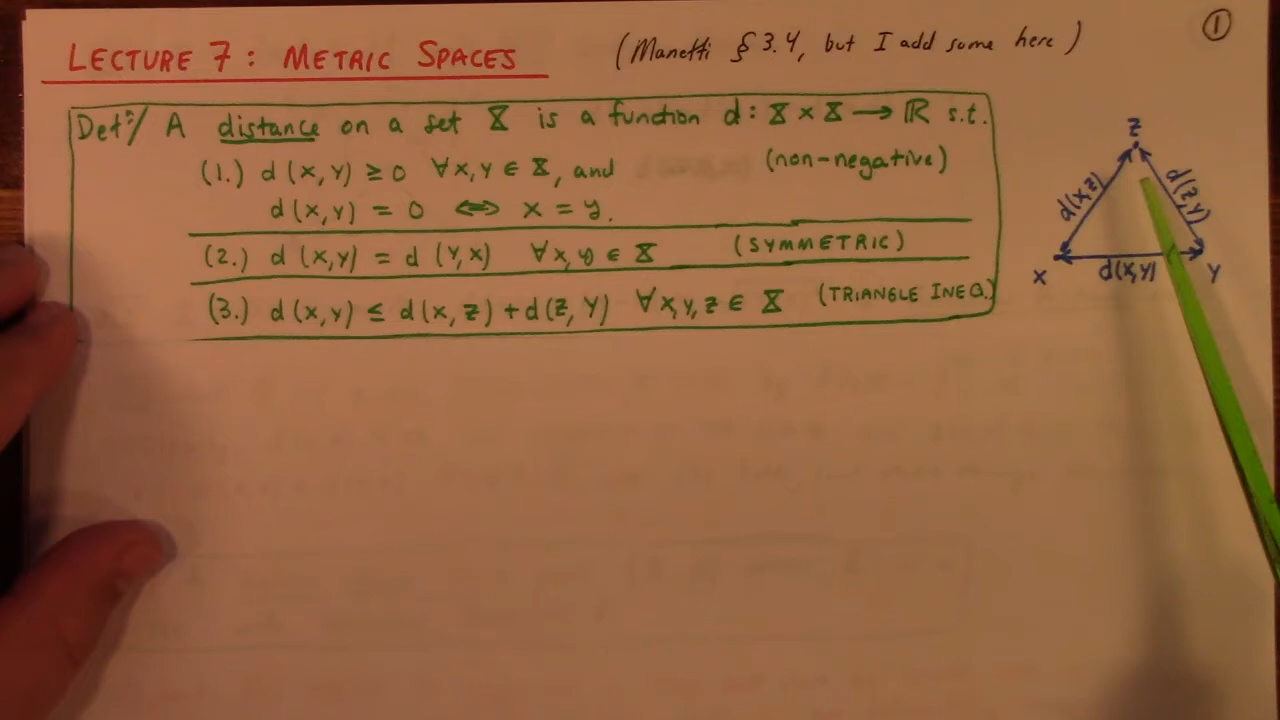 ①
LECTURE 7: METRIC SPACES (Manetti § 3.4, but I add some here)
Defⁿ/ A distance on a set X is a function d: X × X → ℝ s.t.
(1.) d(x,y) ≥ 0 ∀x,y ∈ X, and (non-negative)
d(x,y) = 0 ⇔ x = y.
(2.) d(x,y) = d(y,x) ∀x,y ∈ X (SYMMETRIC)
(3.) d(x,y) ≤ d(x,z) + d(z,y) ∀x,y,z ∈ X (TRIANGLE INEQ.)
z
d(x,z) d(z,y)
x d(x,y) y